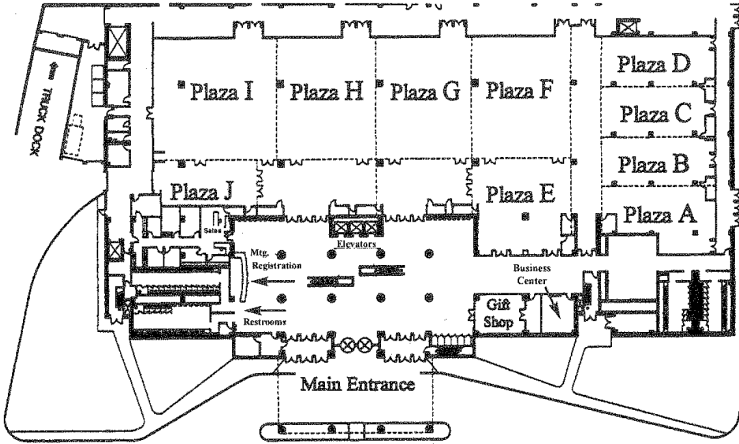 Plaza I
Plaza H
Plaza G
Plaza F
Plaza D
Plaza C
Plaza B
Plaza A
TRUCK DOCK
Plaza J
Plaza E
Sales
Elevators
Mtg.
Registration
Business
Center
Gift
Shop
Restrooms
Main Entrance